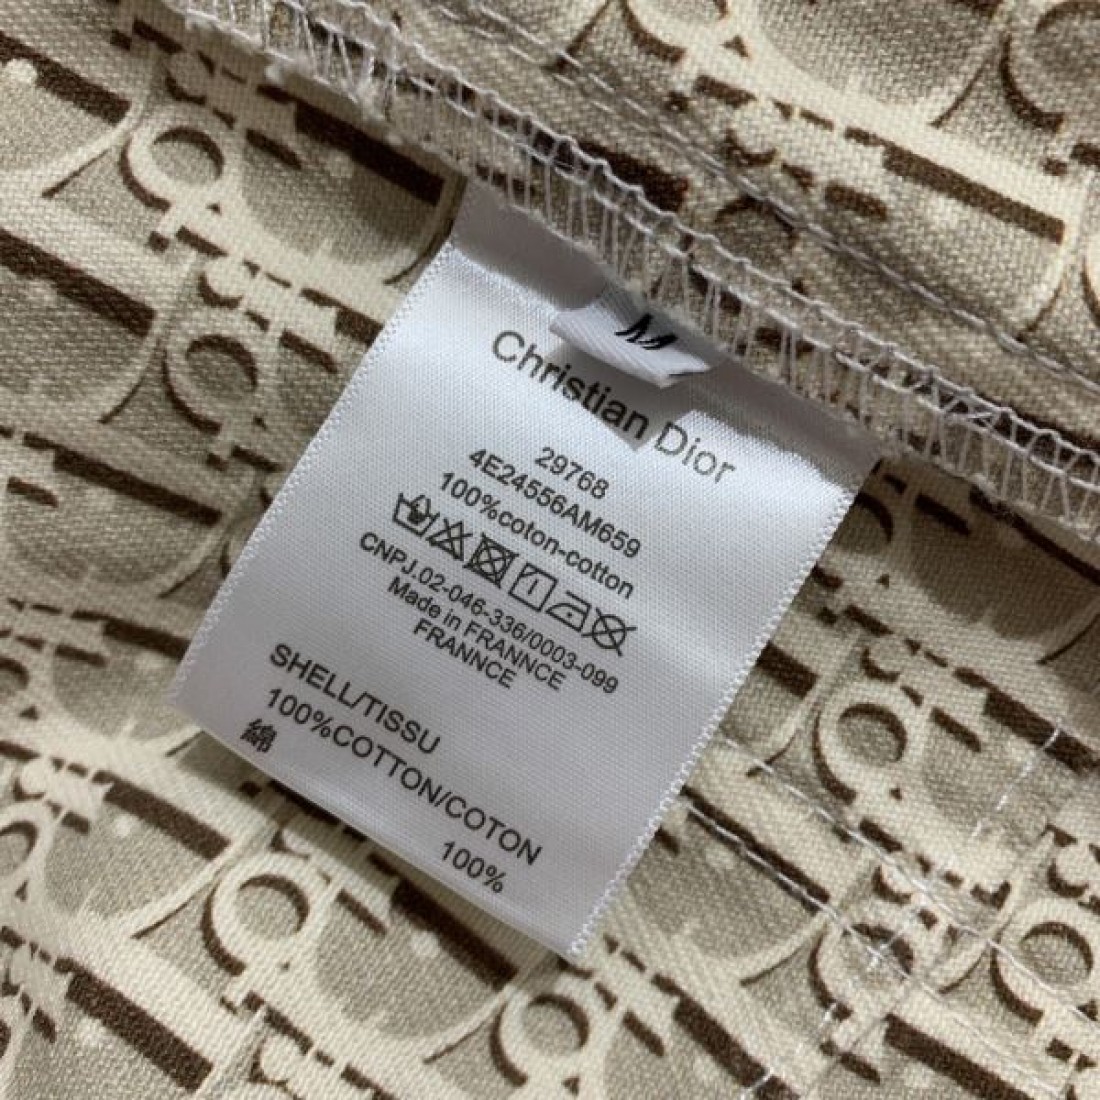 M
Christian Dior
29768
4E24556AM659
100%coton-cotton
CNPJ.02-046-336/0003-099
Made in FRANNCE
FRANNCE
SHELL/TISSU
100%COTTON/COTON
綿 100%